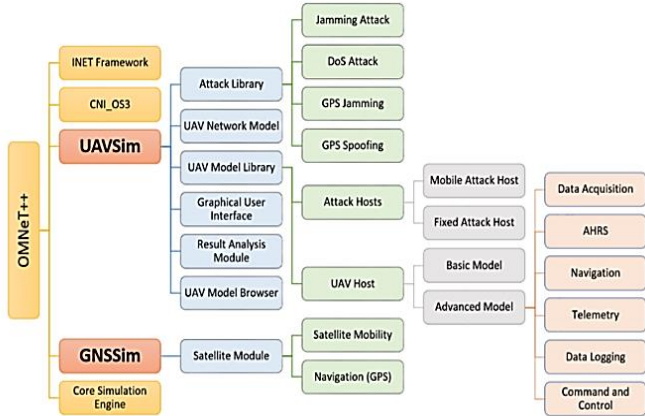 OMNeT++
INET Framework
CNI_OS3
UAVSim
GNSSim
Core Simulation
Engine
Attack Library
UAV Network Model
UAV Model Library
Graphical User
Interface
Result Analysis
Module
UAV Model Browser
Satellite Module
Jamming Attack
DoS Attack
GPS Jamming
GPS Spoofing
Attack Hosts
UAV Host
Satellite Mobility
Navigation (GPS)
Mobile Attack Host
Fixed Attack Host
Basic Model
Advanced Model
Data Acquisition
AHRS
Navigation
Telemetry
Data Logging
Command and
Control